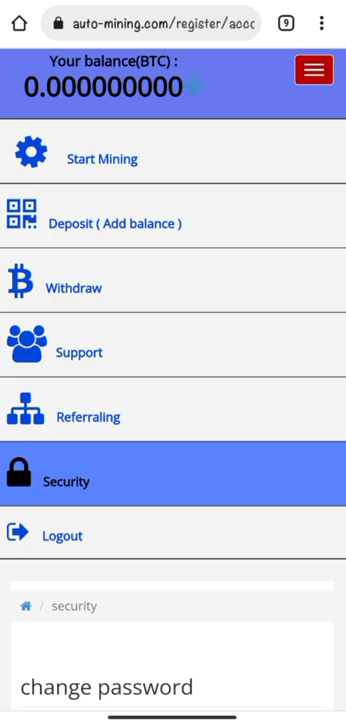 auto-mining.com/register/accc
9
Your balance(BTC) :
0.000000000+
Start Mining
Deposit ( Add balance )
Withdraw
Support
Referraling
Security
Logout
/ security
change password